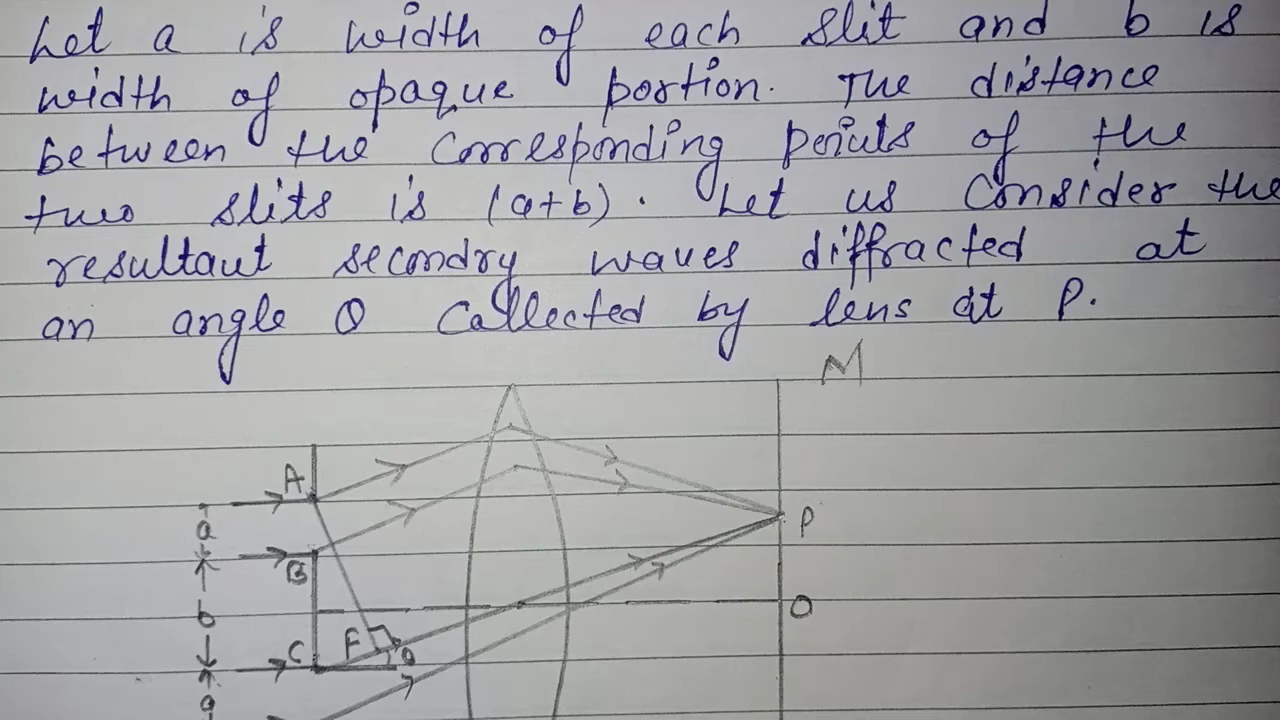 Let a is width of each slit and b is
width of opaque portion. The distance
between the corresponding points of the
two slits is (a+b). Let us consider the
resultant secondry waves diffracted at
an angle θ collected by lens at P.
M
A
a
P
B
b
O
F
C
θ
a